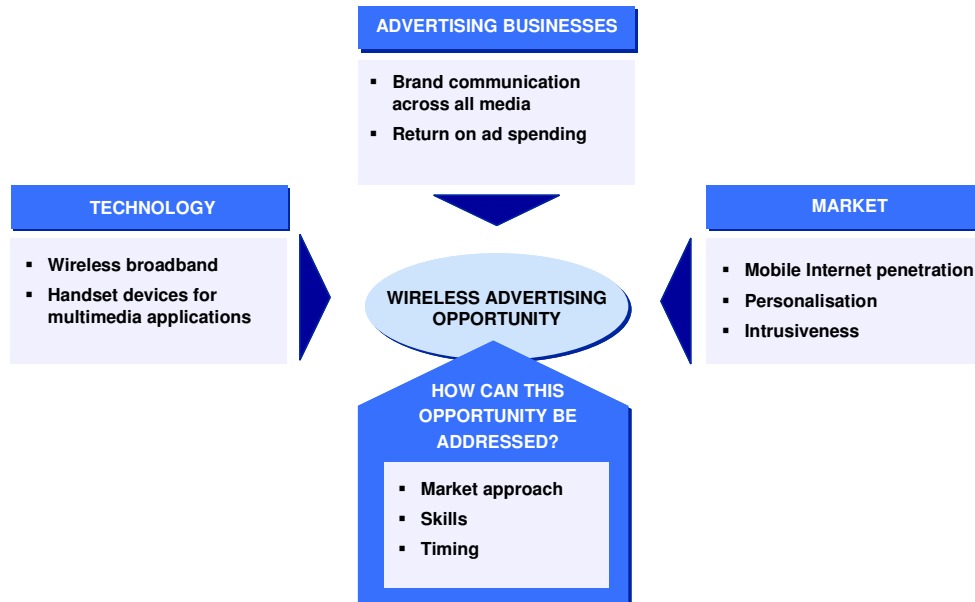 ADVERTISING BUSINESSES
▪ Brand communication
across all media
▪ Return on ad spending
TECHNOLOGY
▪ Wireless broadband
▪ Handset devices for
multimedia applications
MARKET
▪ Mobile Internet penetration
▪ Personalisation
▪ Intrusiveness
WIRELESS ADVERTISING
OPPORTUNITY
HOW CAN THIS
OPPORTUNITY BE
ADDRESSED?
▪ Market approach
▪ Skills
▪ Timing